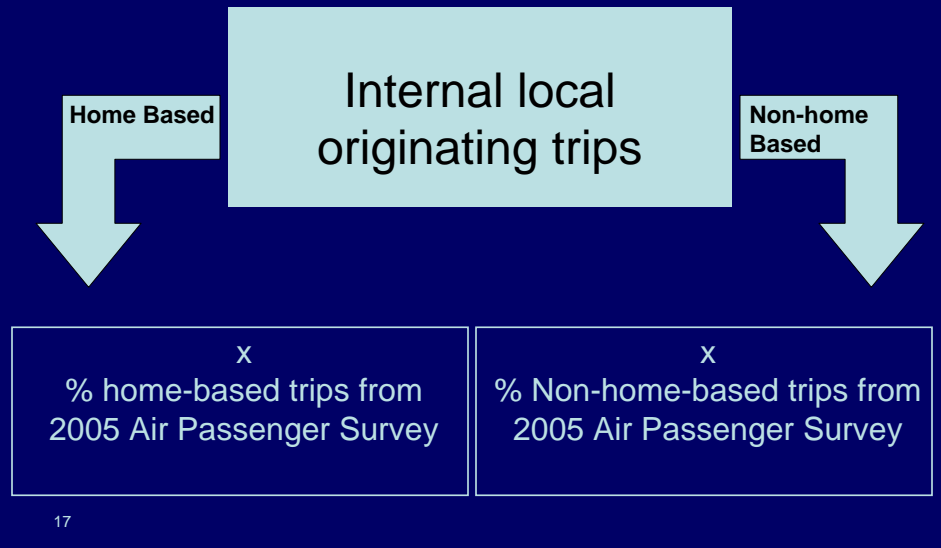 Internal local
originating trips
Home Based
Non-home
Based
x
% home-based trips from
2005 Air Passenger Survey
x
% Non-home-based trips from
2005 Air Passenger Survey
17